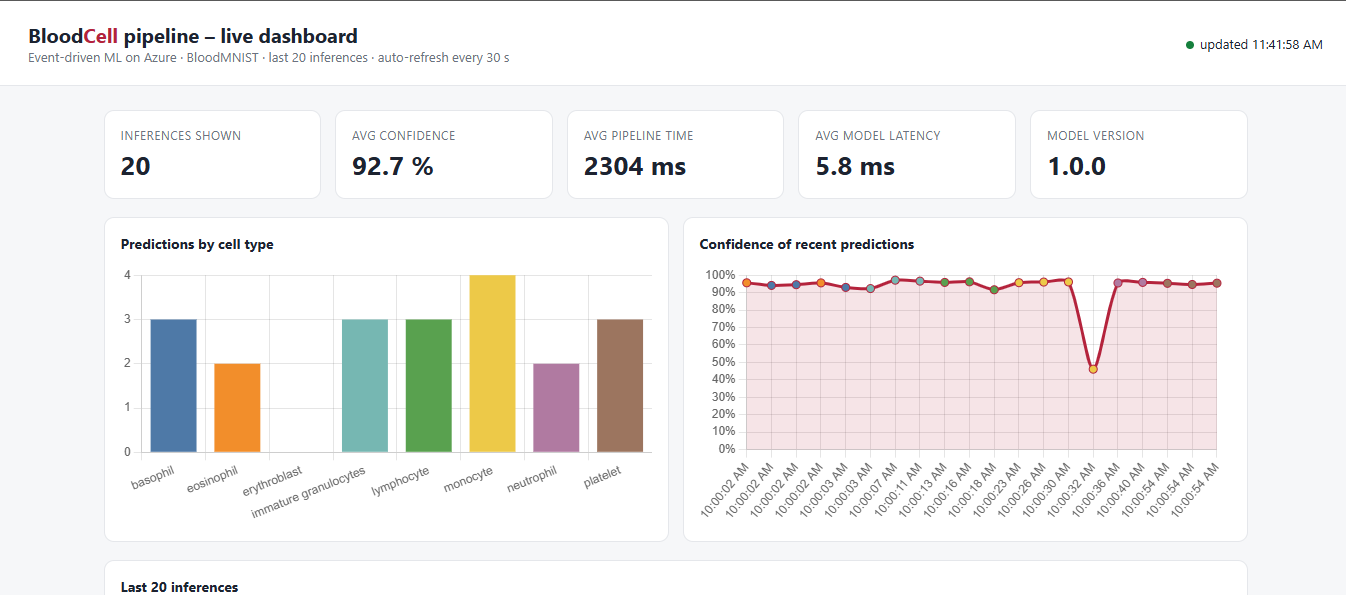 BloodCell pipeline – live dashboard
Event-driven ML on Azure · BloodMNIST · last 20 inferences · auto-refresh every 30 s
updated 11:41:58 AM
INFERENCES SHOWN
20
AVG CONFIDENCE
92.7 %
AVG PIPELINE TIME
2304 ms
AVG MODEL LATENCY
5.8 ms
MODEL VERSION
1.0.0
Predictions by cell type
4
3
2
1
0
basophil
eosinophil
erythroblast
immature granulocytes
lymphocyte
monocyte
neutrophil
platelet
Confidence of recent predictions
100%
90%
80%
70%
60%
50%
40%
30%
20%
10%
0%
10:00:02 AM
10:00:02 AM
10:00:02 AM
10:00:02 AM
10:00:03 AM
10:00:03 AM
10:00:07 AM
10:00:11 AM
10:00:13 AM
10:00:16 AM
10:00:18 AM
10:00:23 AM
10:00:26 AM
10:00:30 AM
10:00:32 AM
10:00:36 AM
10:00:40 AM
10:00:54 AM
10:00:54 AM
10:00:54 AM
Last 20 inferences